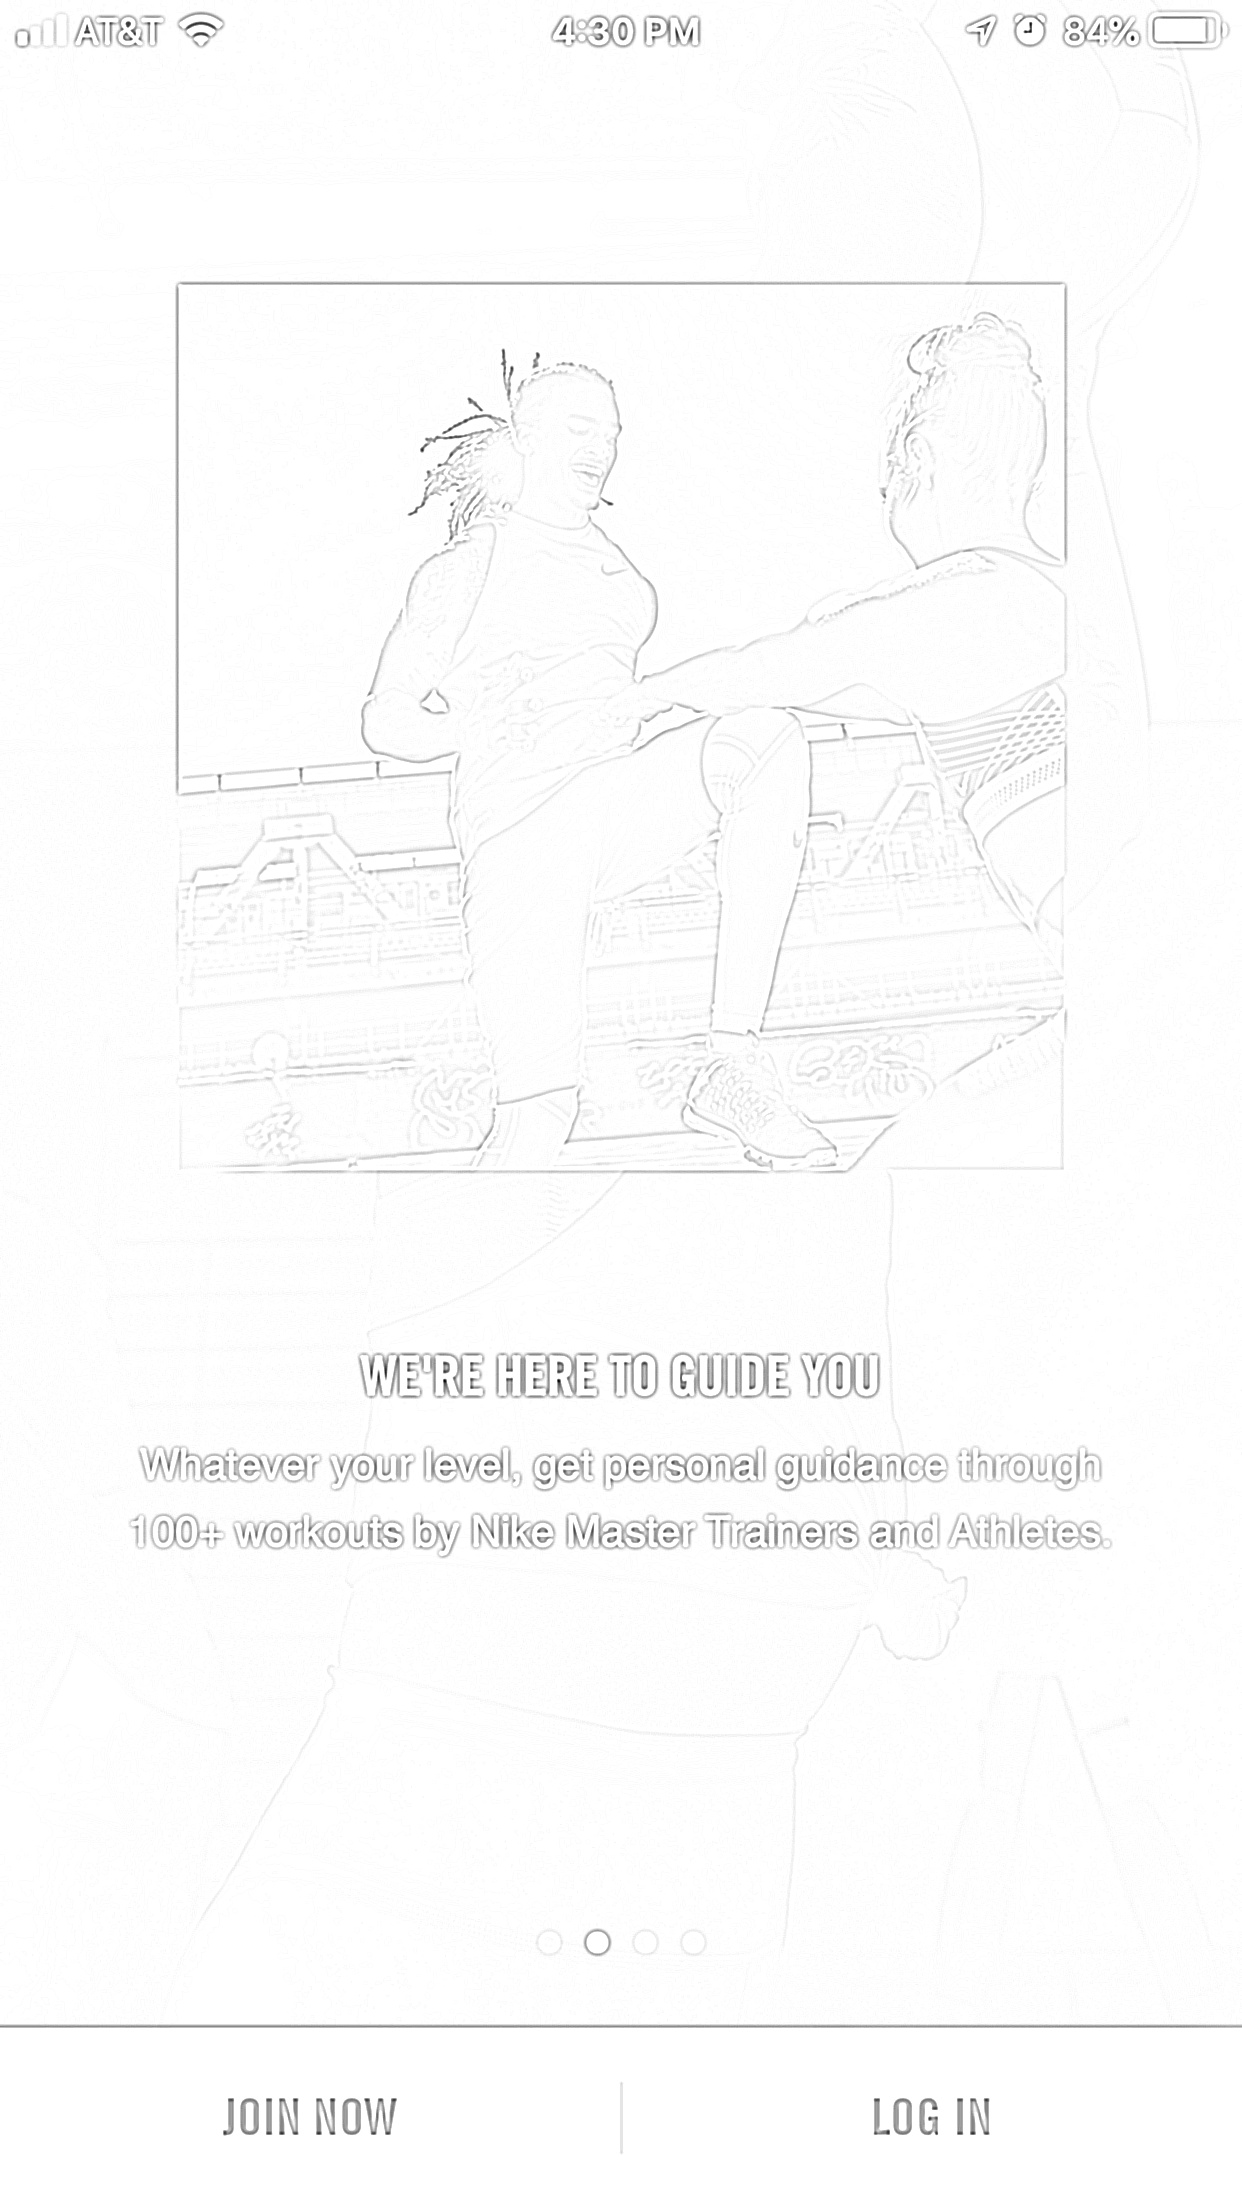 AT&T 4:30 PM 84%
WE'RE HERE TO GUIDE YOU
Whatever your level, get personal guidance through
100+ workouts by Nike Master Trainers and Athletes.
JOIN NOW LOG IN